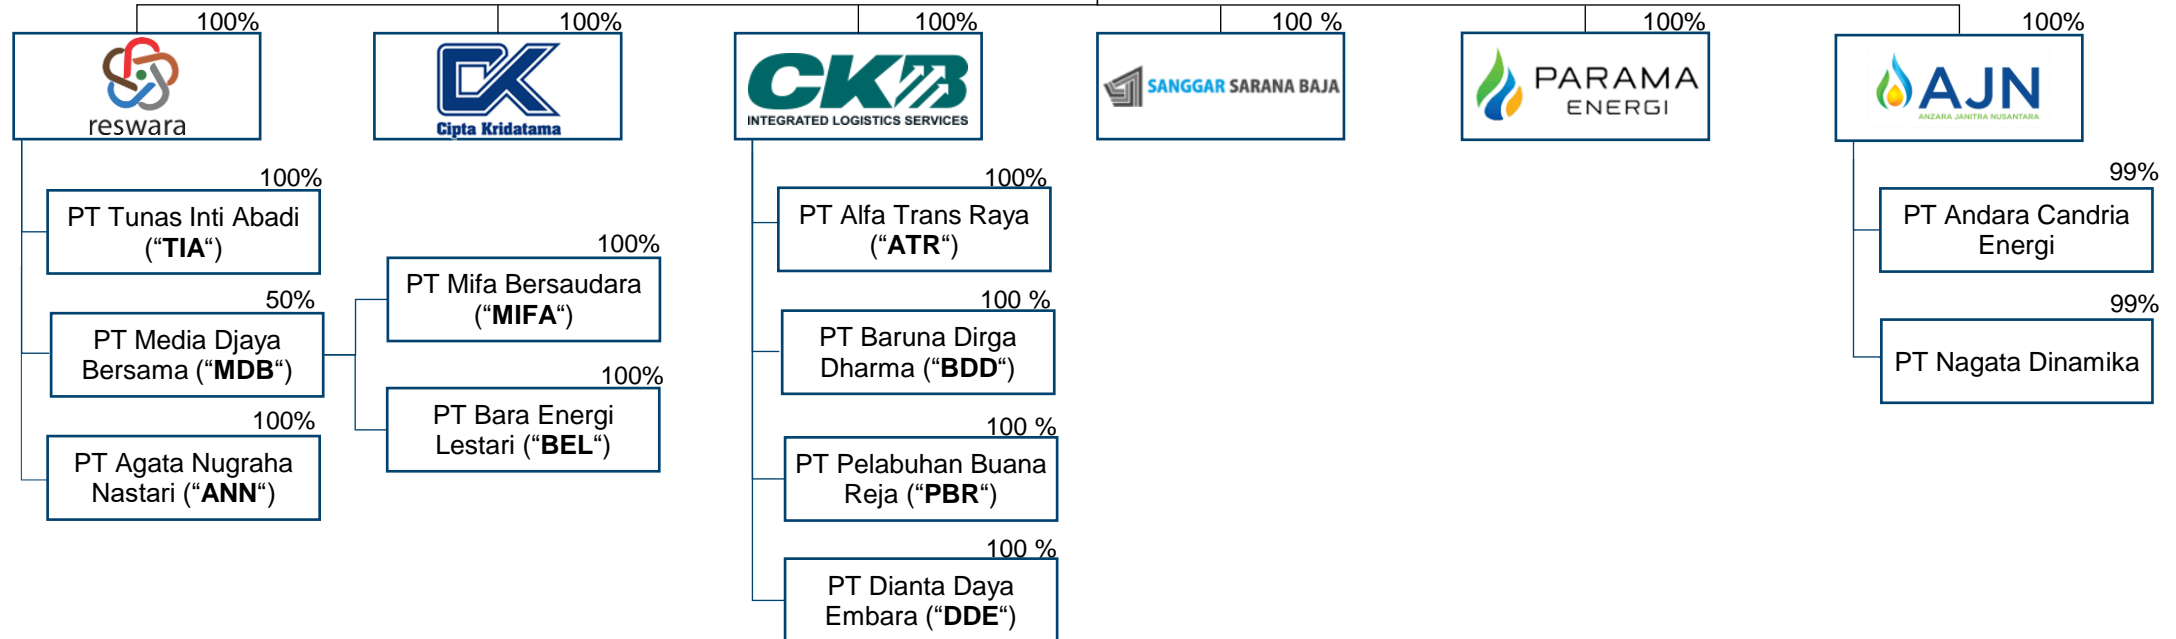 100%
100%
100%
100 %
100%
100%
reswara
CK
Cipta Kridatama
CKB
INTEGRATED LOGISTICS SERVICES
SANGGAR SARANA BAJA
PARAMA
ENERGI
AJN
ANZARA JANITRA NUSANTARA
100%
PT Tunas Inti Abadi
(“TIA“)
50%
PT Media Djaya
Bersama (“MDB“)
100%
PT Agata Nugraha
Nastari (“ANN“)
100%
PT Mifa Bersaudara
(“MIFA“)
100%
PT Bara Energi
Lestari (“BEL“)
100%
PT Alfa Trans Raya
(“ATR“)
100 %
PT Baruna Dirga
Dharma (“BDD“)
100 %
PT Pelabuhan Buana
Reja (“PBR“)
100 %
PT Dianta Daya
Embara (“DDE“)
99%
PT Andara Candria
Energi
99%
PT Nagata Dinamika